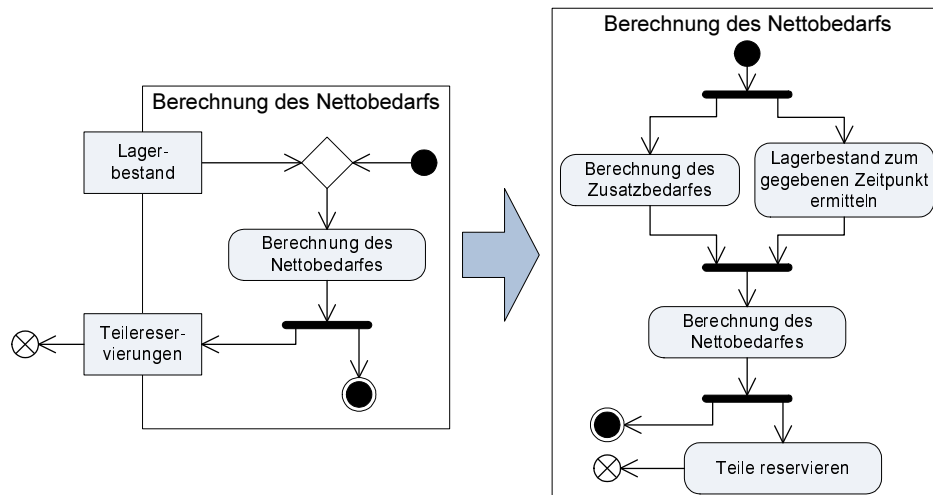 Berechnung des Nettobedarfs
Lager-
bestand
Berechnung des
Nettobedarfes
Teilereser-
vierungen
Berechnung des Nettobedarfs
Berechnung des
Zusatzbedarfes
Lagerbestand zum
gegebenen Zeitpunkt
ermitteln
Berechnung des
Nettobedarfes
Teile reservieren